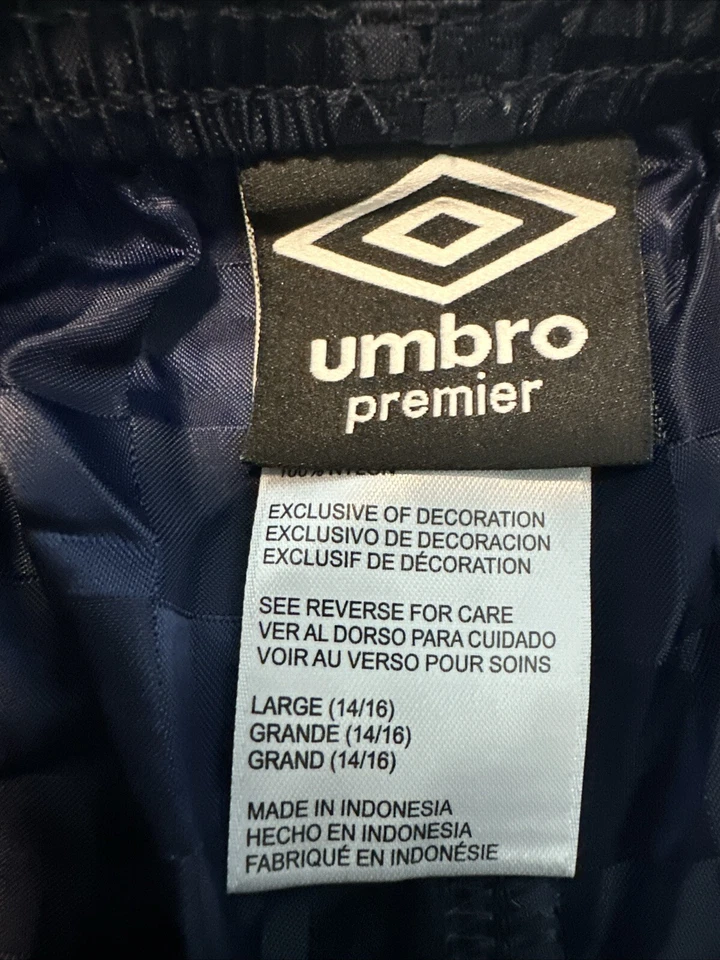 umbro
premier
100% NYLON
EXCLUSIVE OF DECORATION
EXCLUSIVO DE DECORACION
EXCLUSIF DE DÉCORATION
SEE REVERSE FOR CARE
VER AL DORSO PARA CUIDADO
VOIR AU VERSO POUR SOINS
LARGE (14/16)
GRANDE (14/16)
GRAND (14/16)
MADE IN INDONESIA
HECHO EN INDONESIA
FABRIQUÉ EN INDONÉSIE